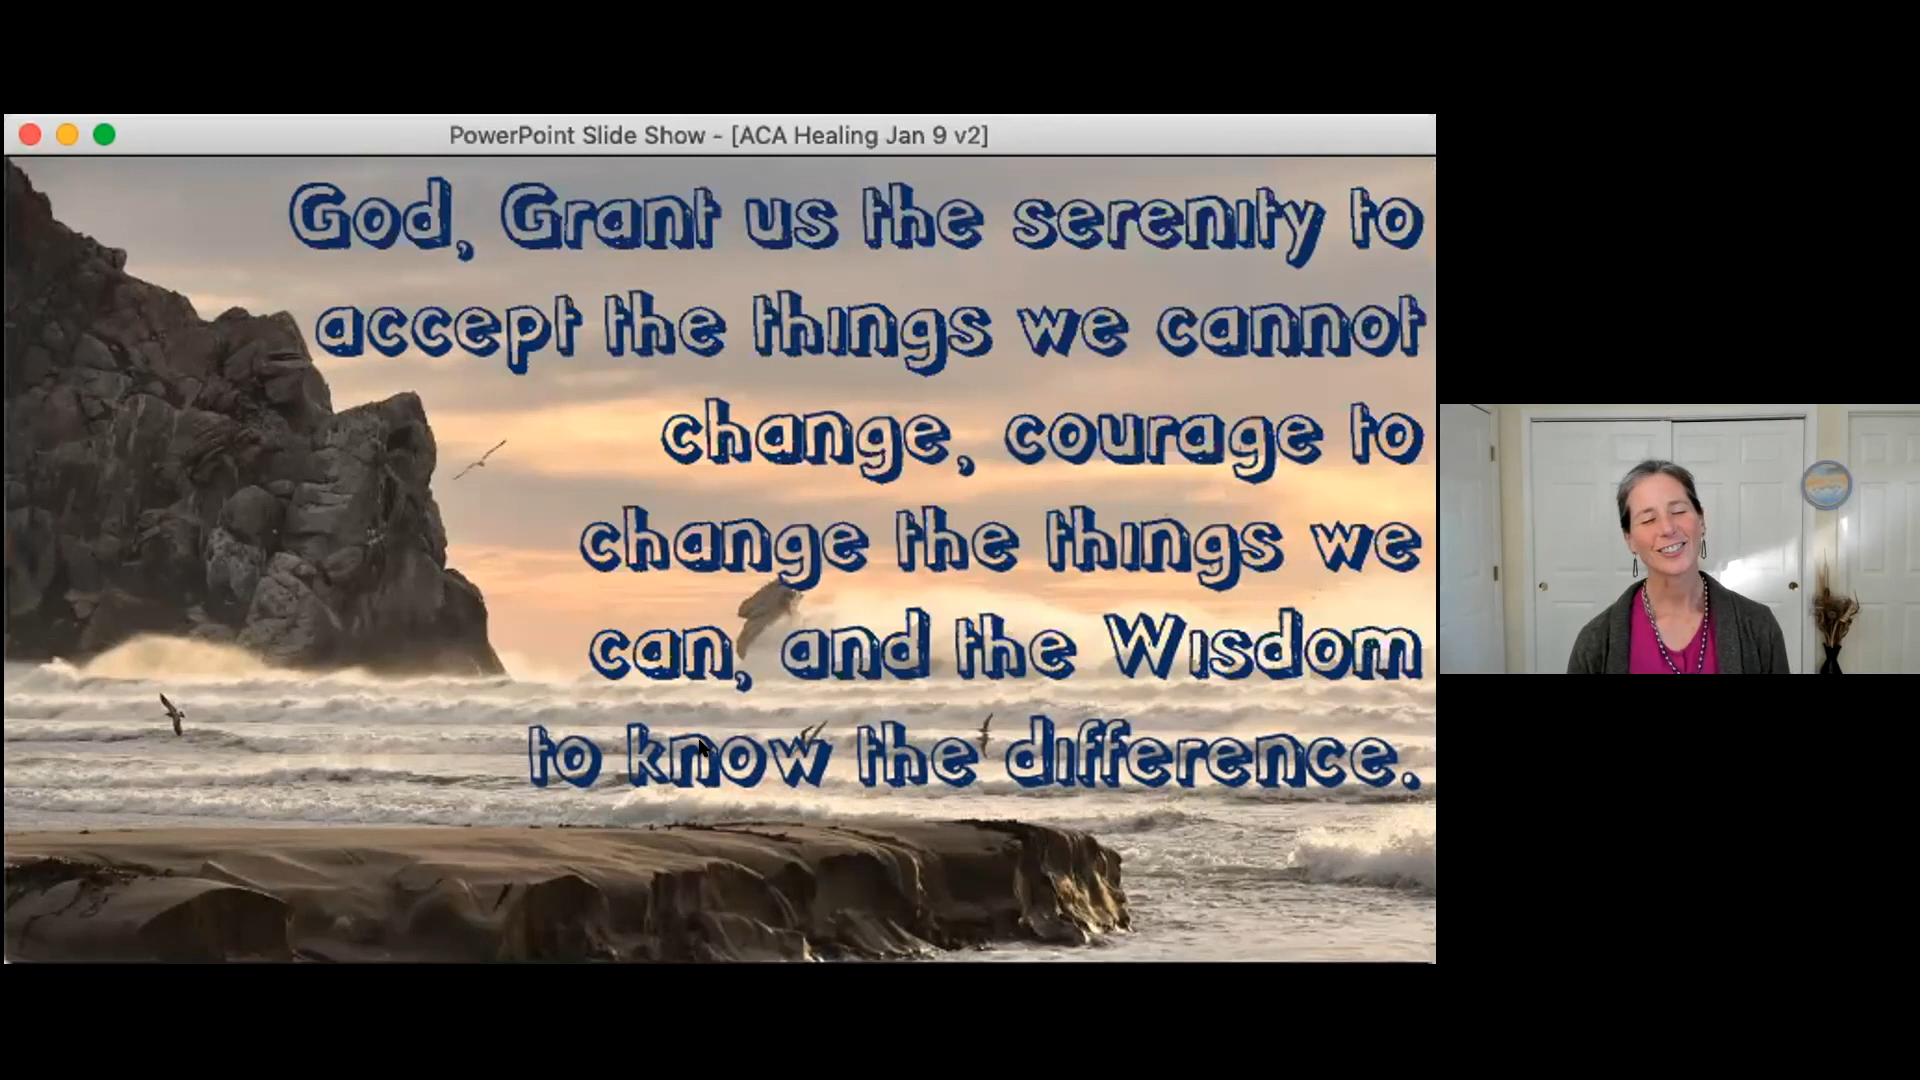 PowerPoint Slide Show - [ACA Healing Jan 9 v2]
God, Grant us the serenity to
accept the things we cannot
change, courage to
change the things we
can, and the Wisdom
to know the difference.